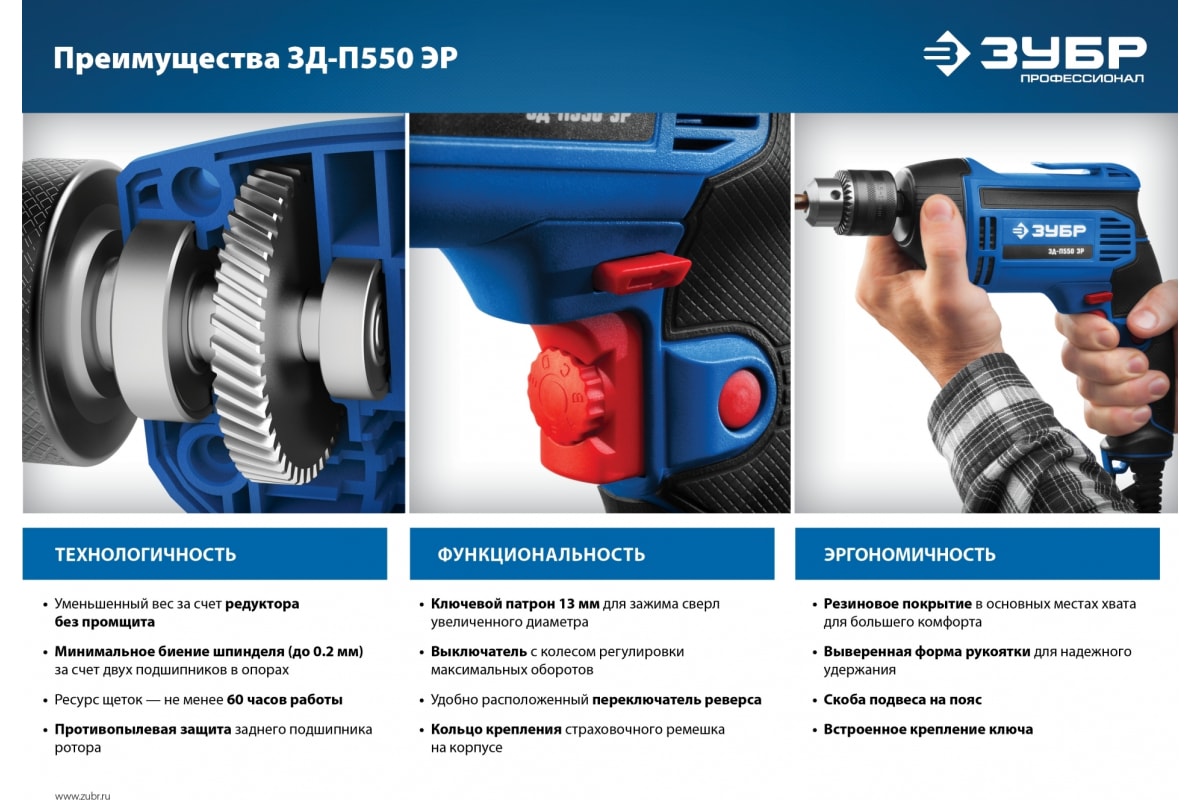 Преимущества ЗД-П550 ЭР
ЗУБР
ПРОФЕССИОНАЛ
ЗД-П550 ЭР
ЗУБР
ЗД-П550 ЭР
ТЕХНОЛОГИЧНОСТЬ
• Уменьшенный вес за счет редуктора
без промщита
• Минимальное биение шпинделя (до 0.2 мм)
за счет двух подшипников в опорах
• Ресурс щеток — не менее 60 часов работы
• Противопылевая защита заднего подшипника
ротора
ФУНКЦИОНАЛЬНОСТЬ
• Ключевой патрон 13 мм для зажима сверл
увеличенного диаметра
• Выключатель с колесом регулировки
максимальных оборотов
• Удобно расположенный переключатель реверса
• Кольцо крепления страховочного ремешка
на корпусе
ЭРГОНОМИЧНОСТЬ
• Резиновое покрытие в основных местах хвата
для большего комфорта
• Выверенная форма рукоятки для надежного
удержания
• Скоба подвеса на пояс
• Встроенное крепление ключа
www.zubr.ru